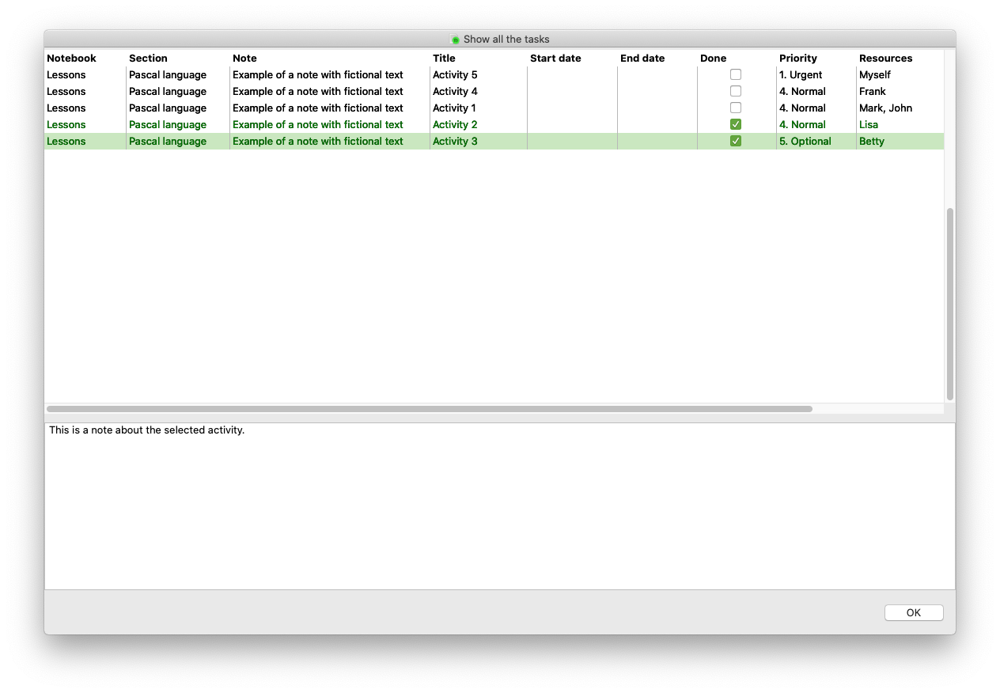 Show all the tasks
Notebook Section Note Title Start date End date Done Priority Resources
Lessons Pascal language Example of a note with fictional text Activity 5 1. Urgent Myself
Lessons Pascal language Example of a note with fictional text Activity 4 4. Normal Frank
Lessons Pascal language Example of a note with fictional text Activity 1 4. Normal Mark, John
Lessons Pascal language Example of a note with fictional text Activity 2 4. Normal Lisa
Lessons Pascal language Example of a note with fictional text Activity 3 5. Optional Betty
This is a note about the selected activity.
OK